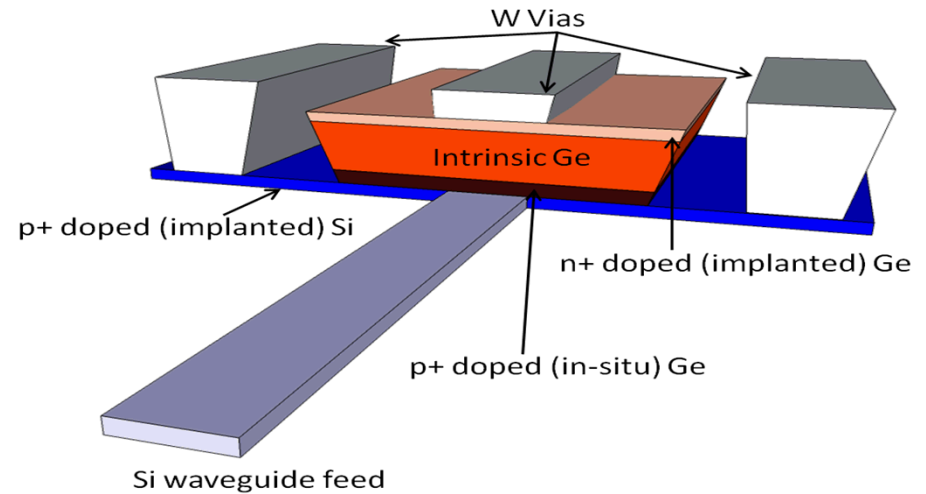 W Vias
Intrinsic Ge
p+ doped (implanted) Si
n+ doped (implanted) Ge
p+ doped (in-situ) Ge
Si waveguide feed